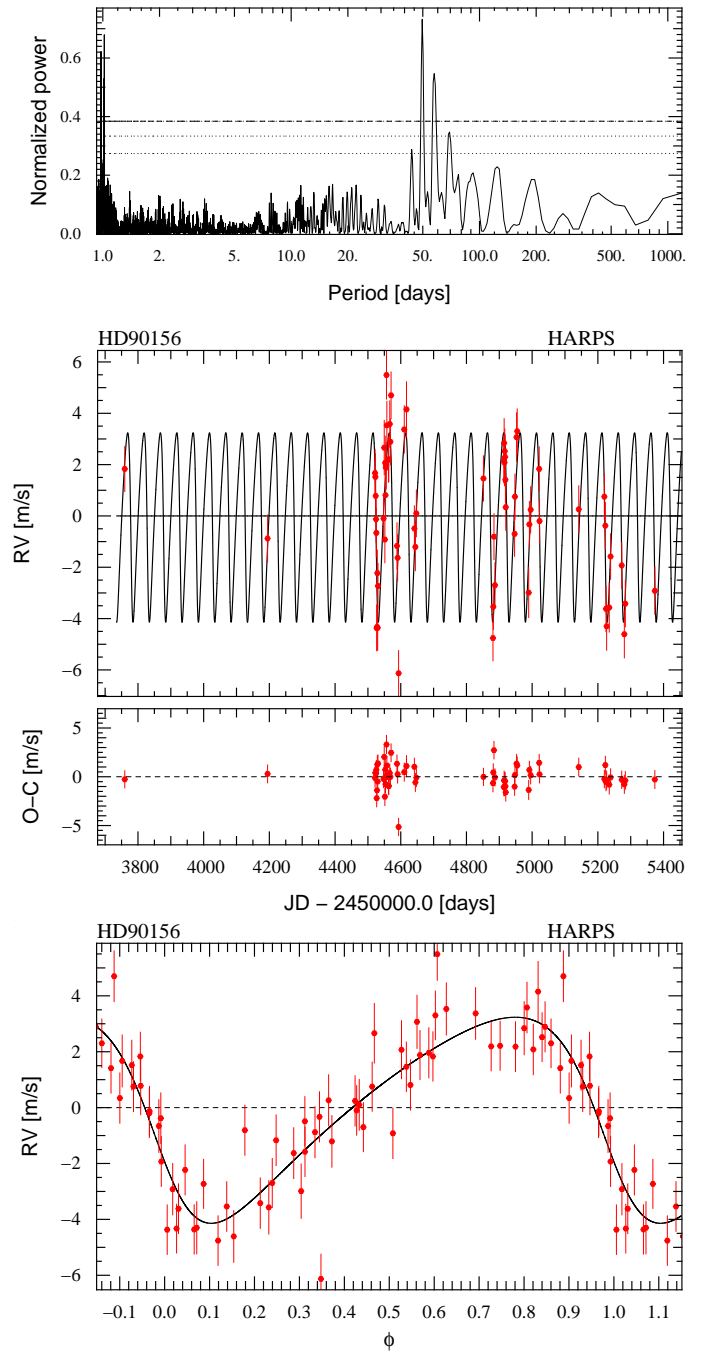 Normalized power
0.6
0.4
0.2
0.0
1.0 2. 5. 10.0 20. 50. 100.0 200. 500. 1000.
Period [days]
HD90156 HARPS
RV [m/s]
6
4
2
0
−2
−4
−6
O−C [m/s]
5
0
−5
3800 4000 4200 4400 4600 4800 5000 5200 5400
JD − 2450000.0 [days]
HD90156 HARPS
RV [m/s]
4
2
0
−2
−4
−6
−0.1 0.0 0.1 0.2 0.3 0.4 0.5 0.6 0.7 0.8 0.9 1.0 1.1
ϕ